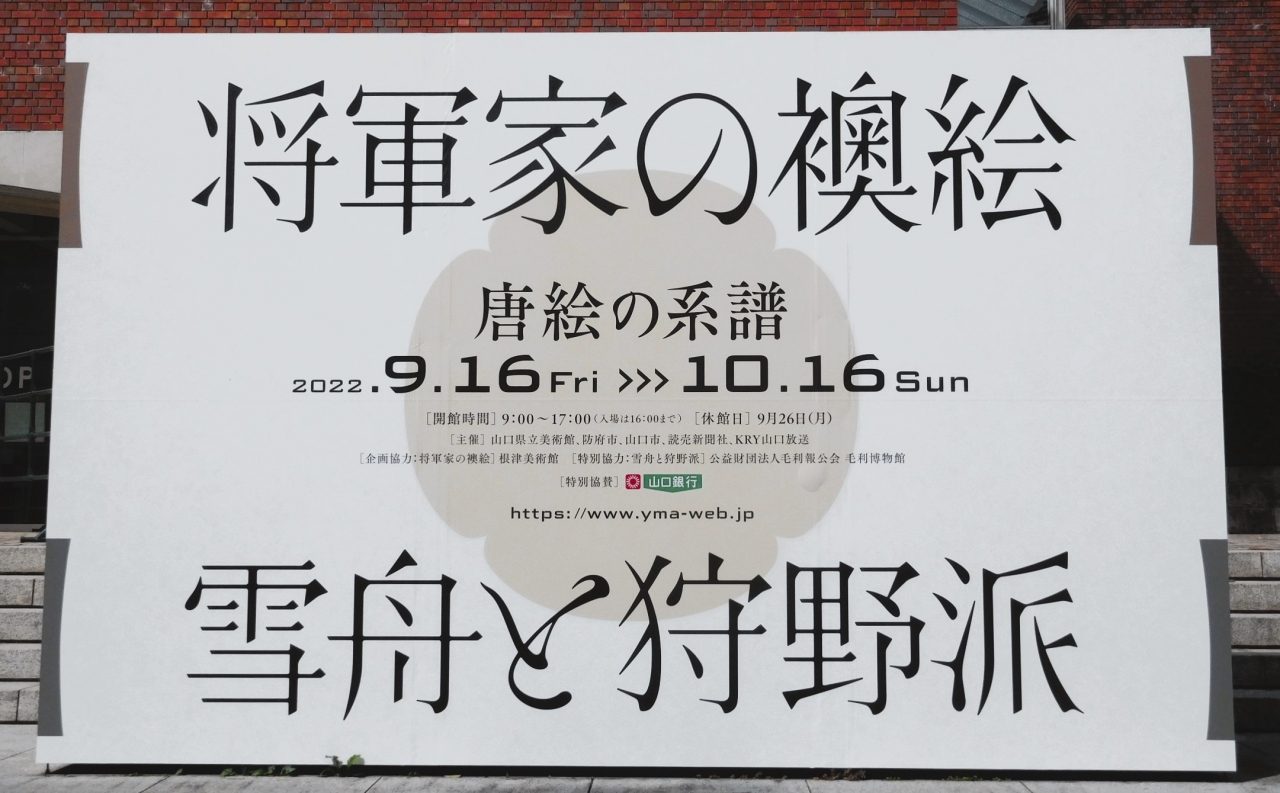 将軍家の襖絵
唐絵の系譜
2022.9.16 Fri >>> 10.16 Sun
[開館時間] 9:00〜17:00(入場は16:00まで) [休館日] 9月26日(月)
[主催] 山口県立美術館、防府市、山口市、読売新聞社、KRY山口放送
[企画協力:将軍家の襖絵] 根津美術館 [特別協力:雪舟と狩野派] 公益財団法人毛利報公会 毛利博物館
[特別協賛] 山口銀行
https://www.yma-web.jp
雪舟と狩野派
OP